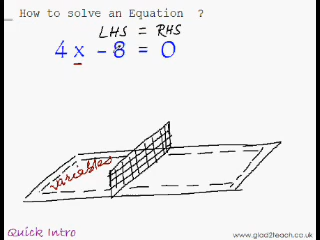 How to solve an Equation ?
LHS = RHS
4x - 8 = 0
variables
Quick Intro
www.glad2teach.co.uk